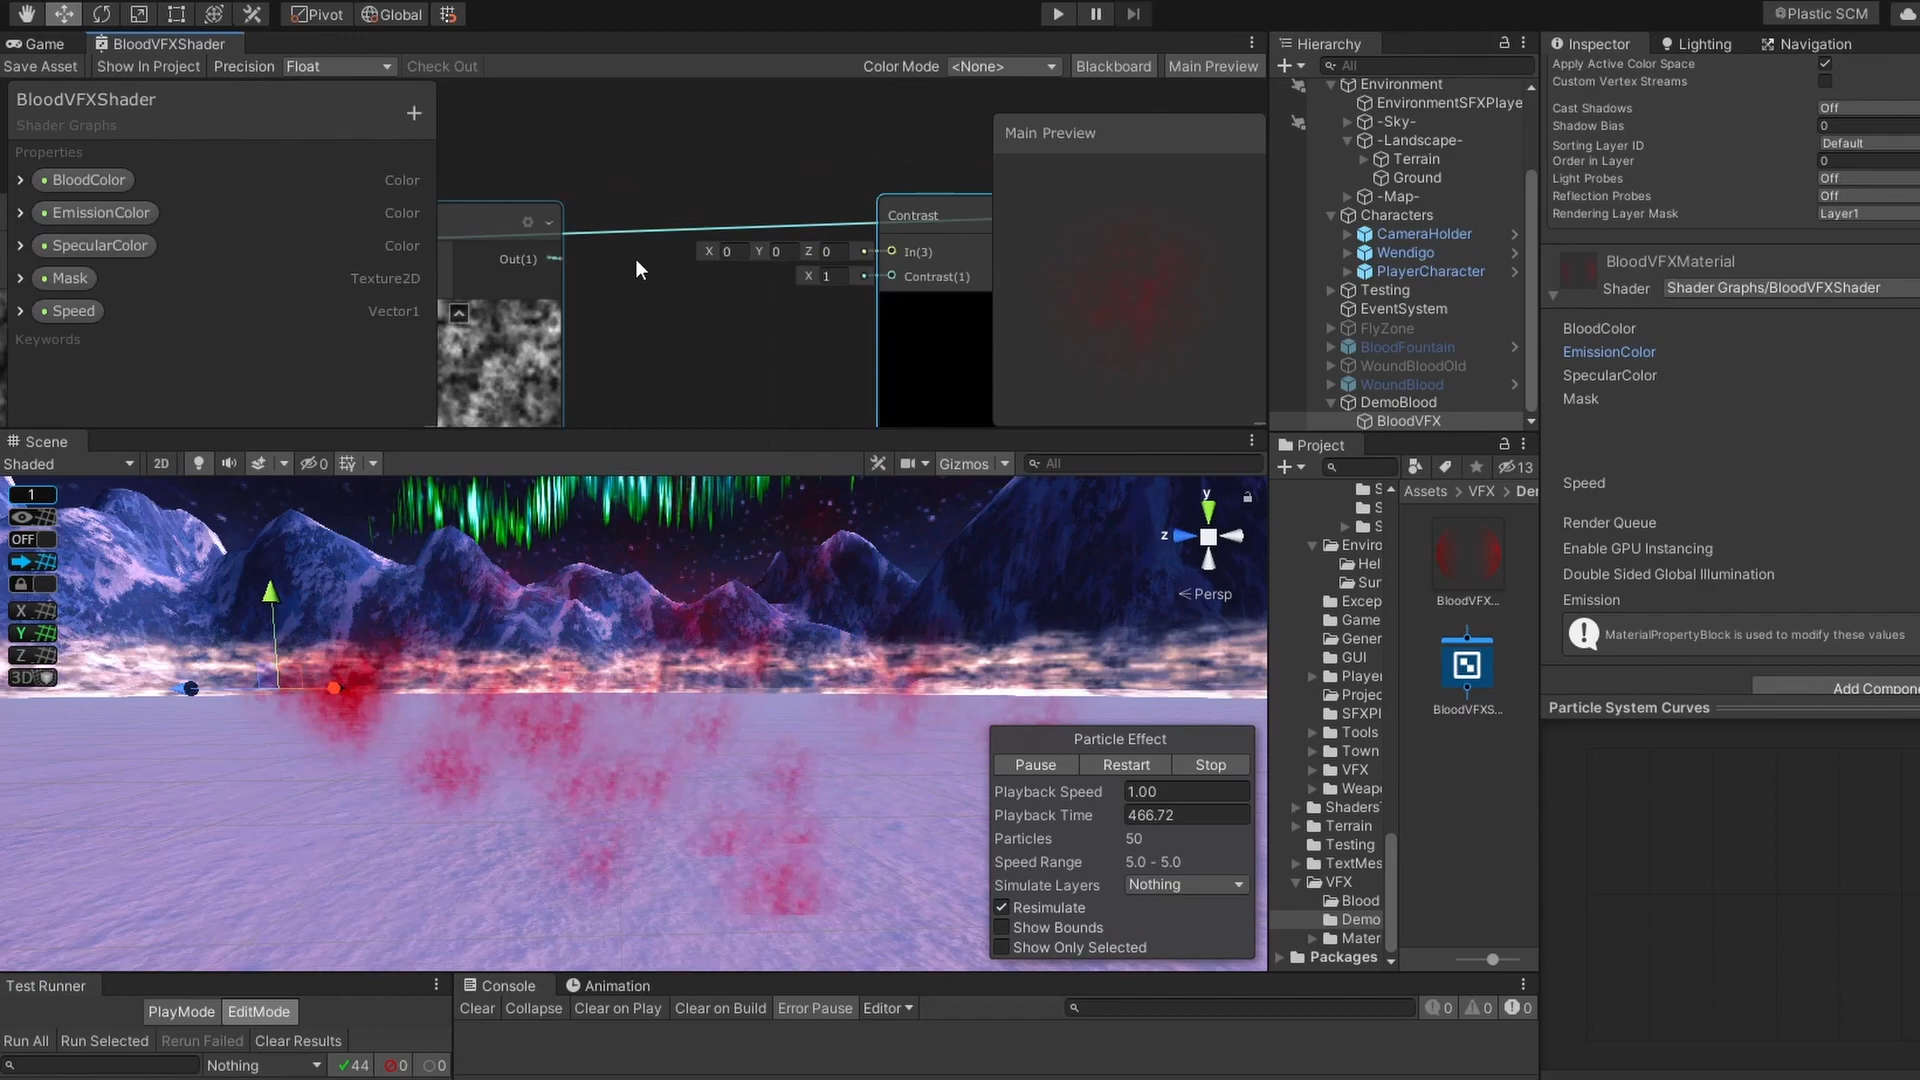 Pivot
Global
Plastic SCM
Game
BloodVFXShader
Save Asset
Show In Project
Precision
Float
Check Out
Color Mode
<None>
Blackboard
Main Preview
BloodVFXShader
Shader Graphs
Properties
BloodColor
Color
EmissionColor
Color
SpecularColor
Color
Mask
Texture2D
Speed
Vector1
Keywords
Out(1)
X 0 Y 0 Z 0
X 1
Contrast
In(3)
Contrast(1)
Main Preview
Scene
Shaded
2D
0
Gizmos
All
1
OFF
X
Y
Z
3D
y
z
Persp
Particle Effect
Pause
Restart
Stop
Playback Speed
1.00
Playback Time
466.72
Particles
50
Speed Range
5.0 - 5.0
Simulate Layers
Nothing
Resimulate
Show Bounds
Show Only Selected
Test Runner
PlayMode
EditMode
Run All
Run Selected
Rerun Failed
Clear Results
Nothing
44
0
0
Console
Animation
Clear
Collapse
Clear on Play
Clear on Build
Error Pause
Editor
0
0
0
Hierarchy
All
Environment
EnvironmentSFXPlaye
-Sky-
-Landscape-
Terrain
Ground
-Map-
Characters
CameraHolder
Wendigo
PlayerCharacter
Testing
EventSystem
FlyZone
BloodFountain
WoundBloodOld
WoundBlood
DemoBlood
BloodVFX
Project
13
S
S
S
Enviro
Hel
Sur
Excep
Game
Gener
GUI
Player
Projec
SFXPl
Tools
Town
VFX
Weap
Shaders
Terrain
Testing
TextMes
VFX
Blood
Demo
Mater
Packages
Assets > VFX > Der
BloodVFX...
BloodVFXS...
Inspector
Lighting
Navigation
Apply Active Color Space
Custom Vertex Streams
Cast Shadows
Off
Shadow Bias
0
Sorting Layer ID
Default
Order in Layer
0
Light Probes
Off
Reflection Probes
Off
Rendering Layer Mask
Layer1
BloodVFXMaterial
Shader
Shader Graphs/BloodVFXShader
BloodColor
EmissionColor
SpecularColor
Mask
Speed
Render Queue
Enable GPU Instancing
Double Sided Global Illumination
Emission
MaterialPropertyBlock is used to modify these values
Add Compone
Particle System Curves